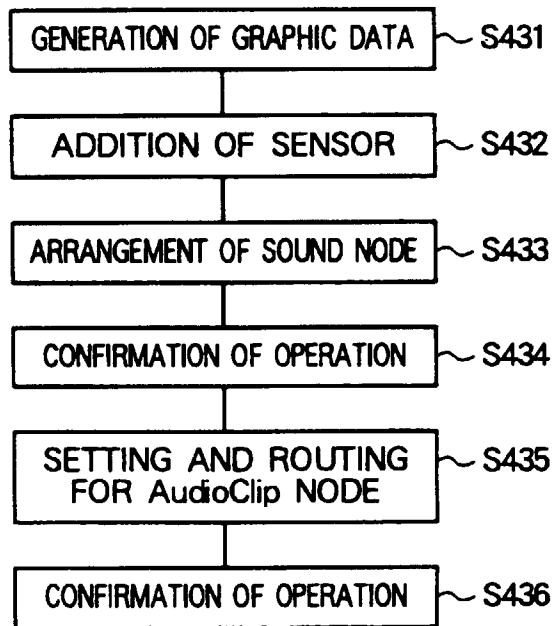 GENERATION OF GRAPHIC DATA ~ S431
ADDITION OF SENSOR ~ S432
ARRANGEMENT OF SOUND NODE ~ S433
CONFIRMATION OF OPERATION ~ S434
SETTING AND ROUTING ~ S435
FOR AudioClip NODE
CONFIRMATION OF OPERATION ~ S436